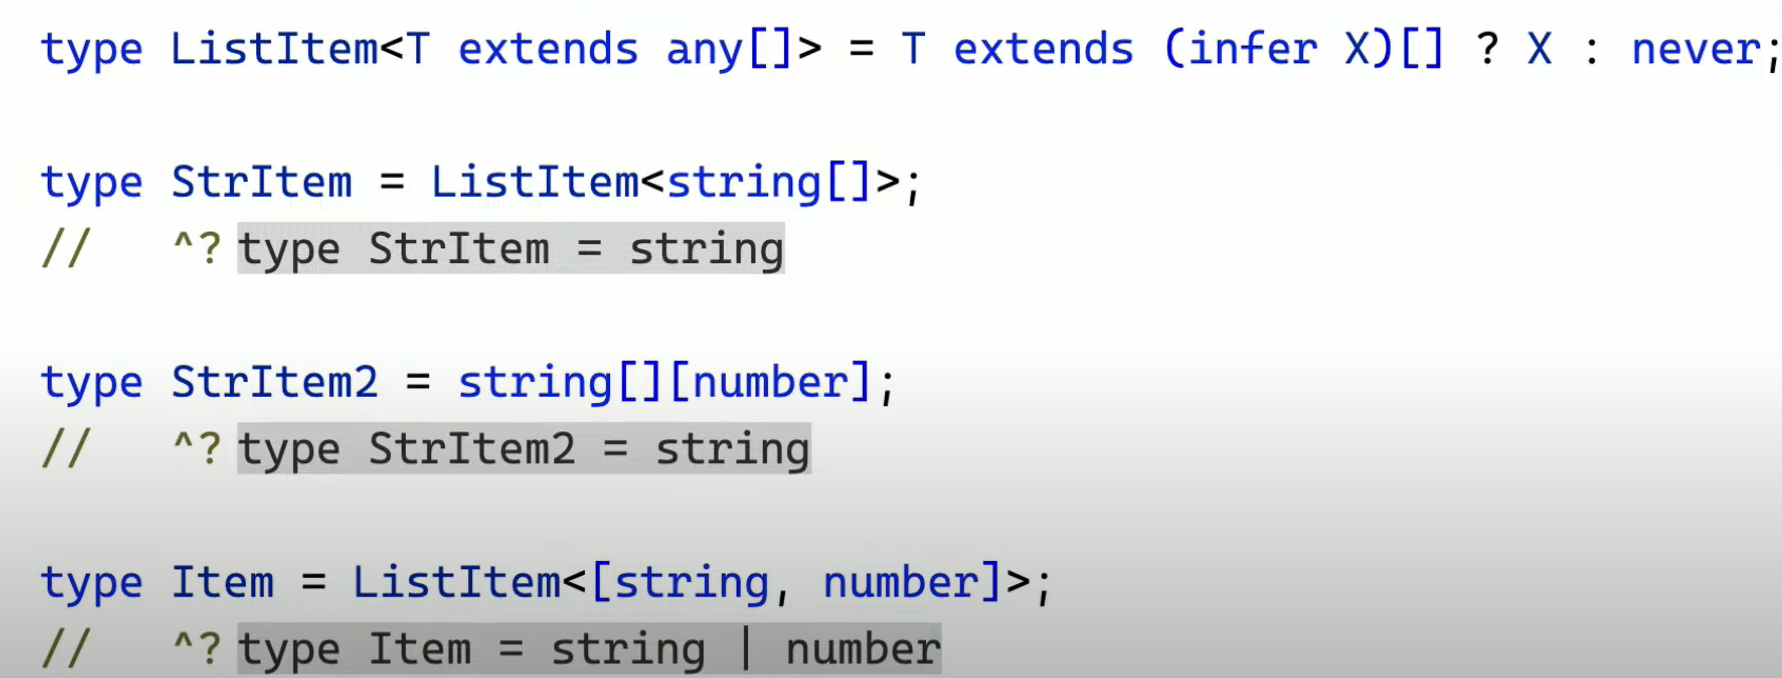 type ListItem<T extends any[]> = T extends (infer X)[] ? X : never;
type StrItem = ListItem<string[]>;
//   ^? type StrItem = string
type StrItem2 = string[][number];
//   ^? type StrItem2 = string
type Item = ListItem<[string, number]>;
//   ^? type Item = string | number